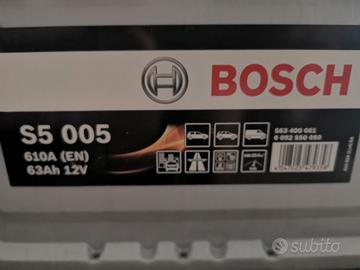 BOSCH
S5 005
610A (EN)
63Ah 12V
563 400 061
0 092 S50 050
subito